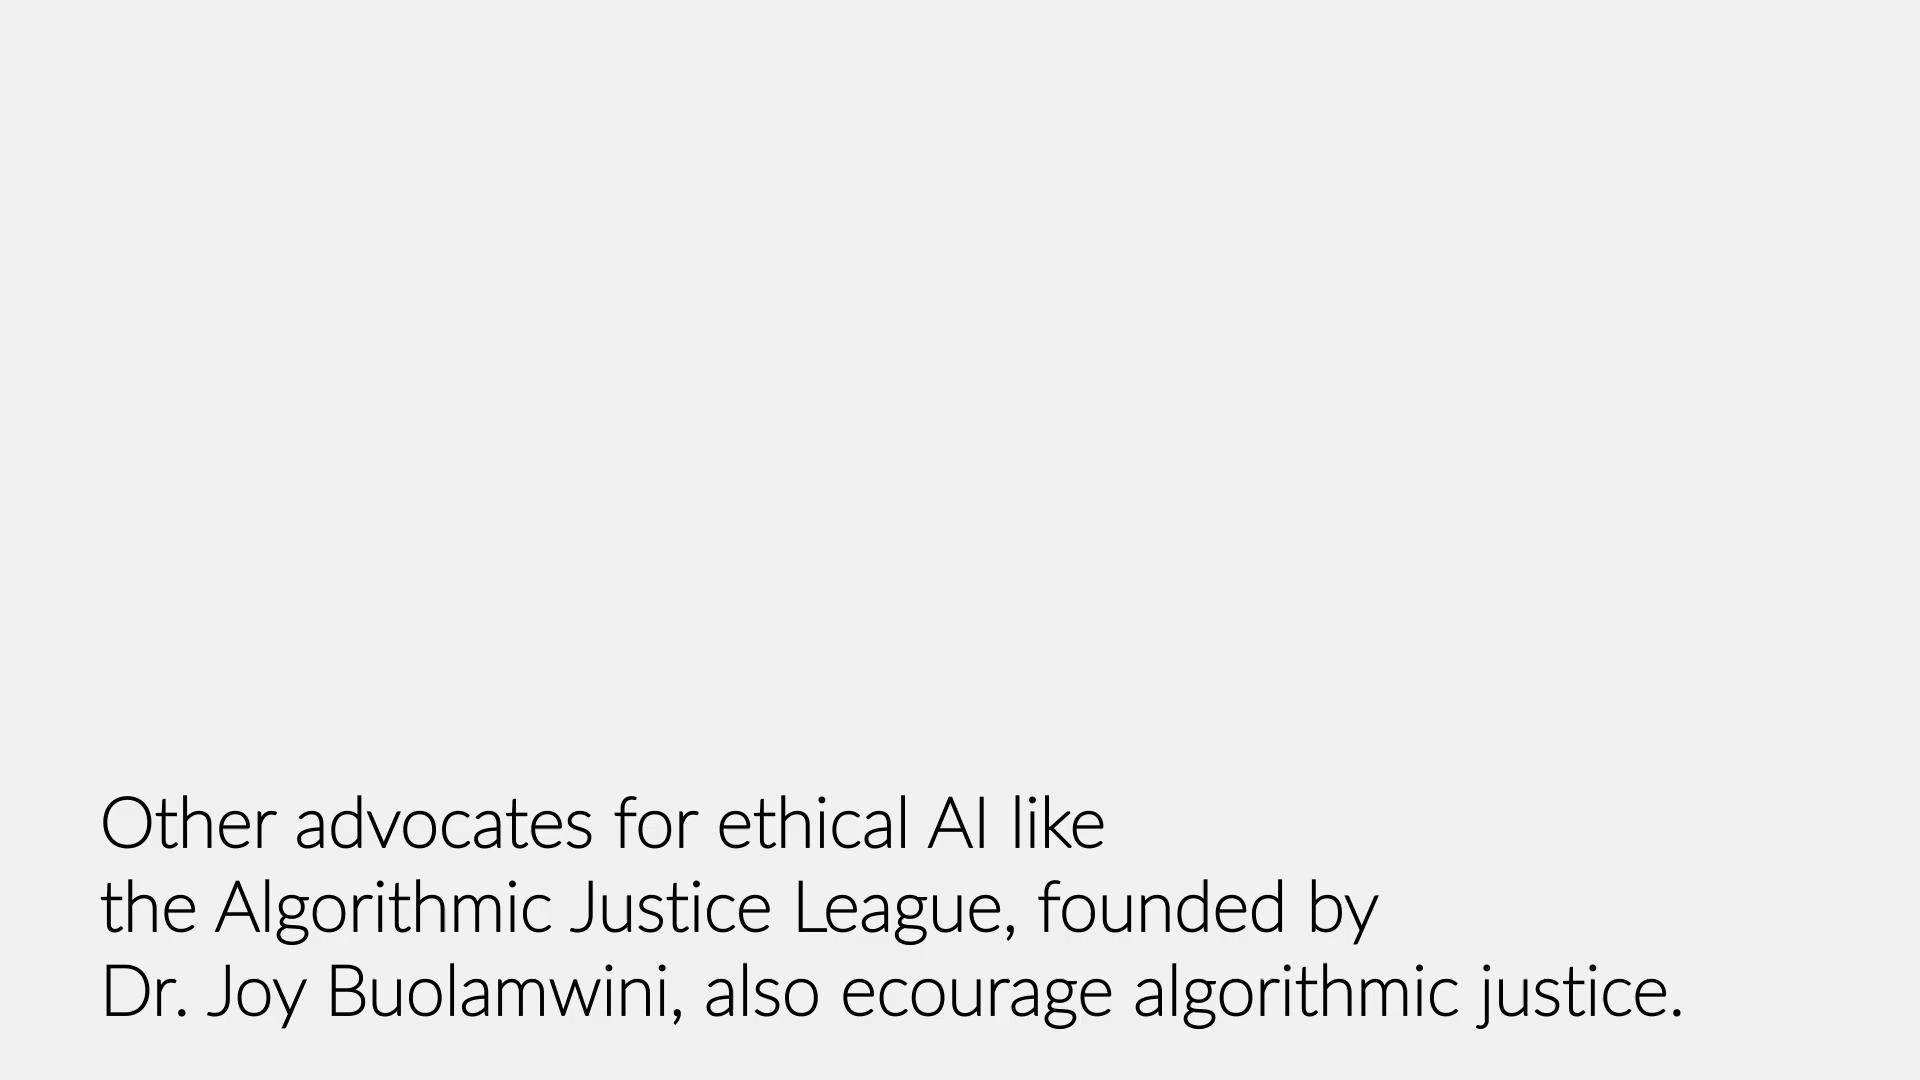 Other advocates for ethical AI like
the Algorithmic Justice League, founded by
Dr. Joy Buolamwini, also ecourage algorithmic justice.